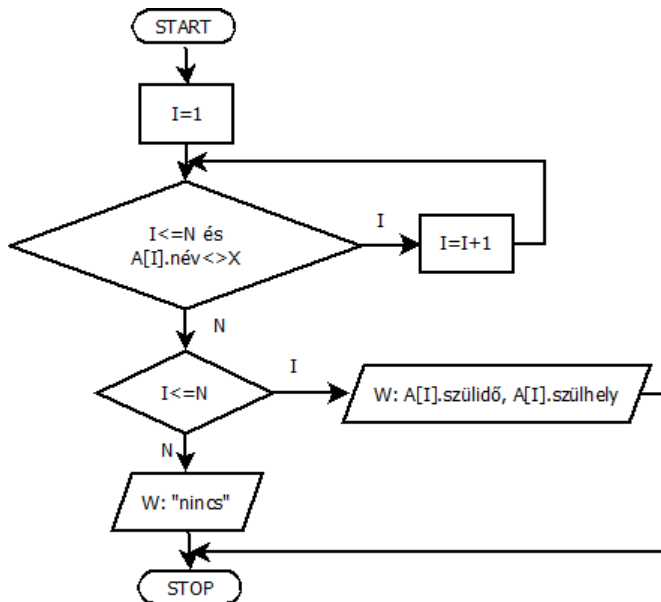 START
I=1
I<=N és
A[I].név<>X
I
I=I+1
N
I<=N
I
W: A[I].szülidő, A[I].szülhely
N
W: "nincs"
STOP